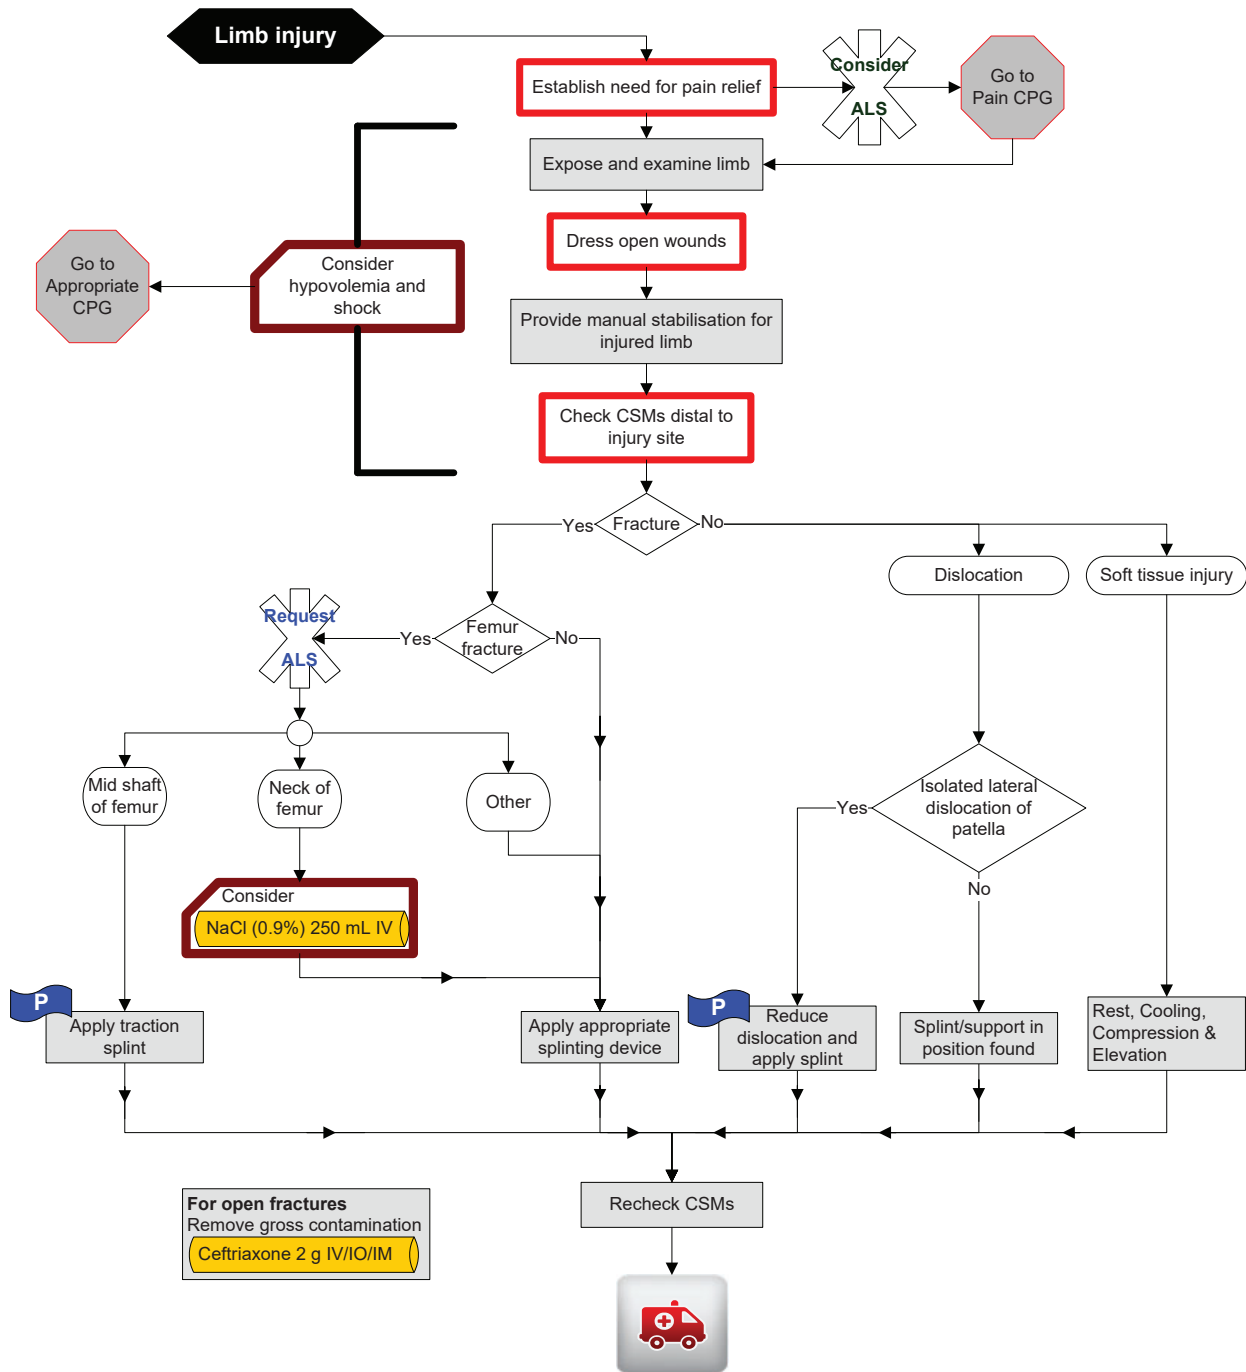 Limb injury
Establish need for pain relief
Consider
ALS
Go to
Pain CPG
Expose and examine limb
Dress open wounds
Go to
Appropriate
CPG
Consider
hypovolemia and
shock
Provide manual stabilisation for
injured limb
Check CSMs distal to
injury site
Yes
Fracture
No
Dislocation
Soft tissue injury
Request
ALS
Yes
Femur
fracture
No
Mid shaft
of femur
Neck of
femur
Other
Yes
Isolated lateral
dislocation of
patella
No
Consider
NaCl (0.9%) 250 mL IV
P
Apply traction
splint
Apply appropriate
splinting device
P
Reduce
dislocation and
apply splint
Splint/support in
position found
Rest, Cooling,
Compression &
Elevation
For open fractures
Remove gross contamination
Ceftriaxone 2 g IV/IO/IM
Recheck CSMs